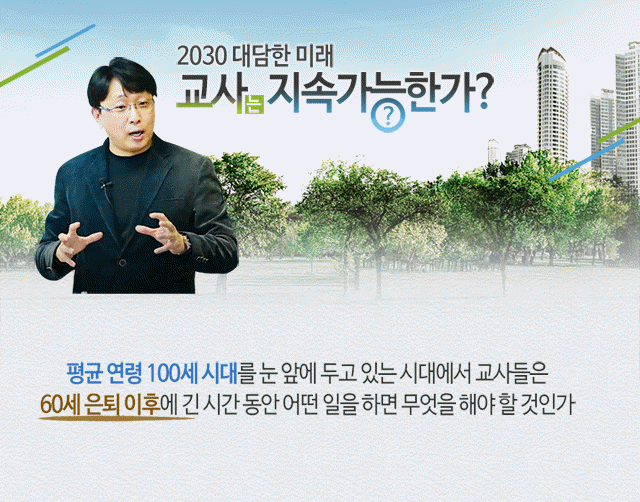 2030 대담한 미래
교사는 지속가능한가?
?
평균 연령 100세 시대를 눈 앞에 두고 있는 시대에서 교사들은
60세 은퇴 이후에 긴 시간 동안 어떤 일을 하면 무엇을 해야 할 것인가